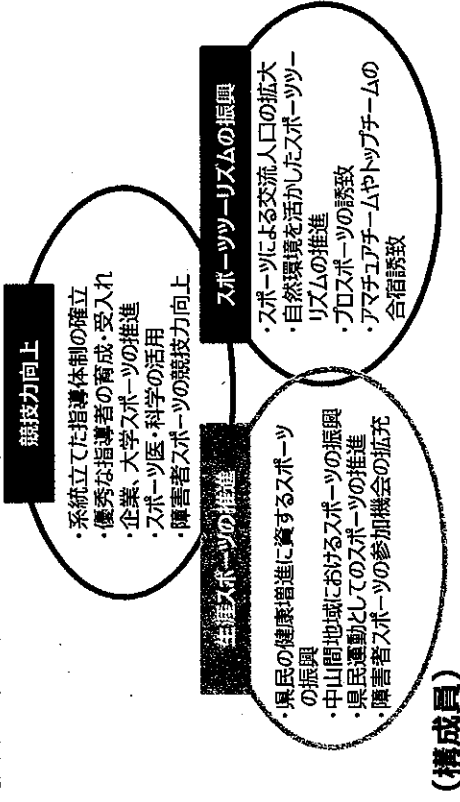 競技力向上
・系統立てた指導体制の確立
・優秀な指導者の育成・受入れ
・企業、大学スポーツの推進
・スポーツ医・科学の活用
・障害者スポーツの競技力向上
生涯スポーツの推進
・県民の健康増進に資するスポーツ
の振興
・中山間地域におけるスポーツの振興
・県民運動としてのスポーツの推進
・障害者スポーツの参加機会の拡充
スポーツツーリズムの振興
・スポーツによる交流人口の拡大
・自然環境を活かしたスポーツツー
リズムの推進
・プロスポーツの誘致
・アマチュアチームやトップチームの
合宿誘致
(構成員)